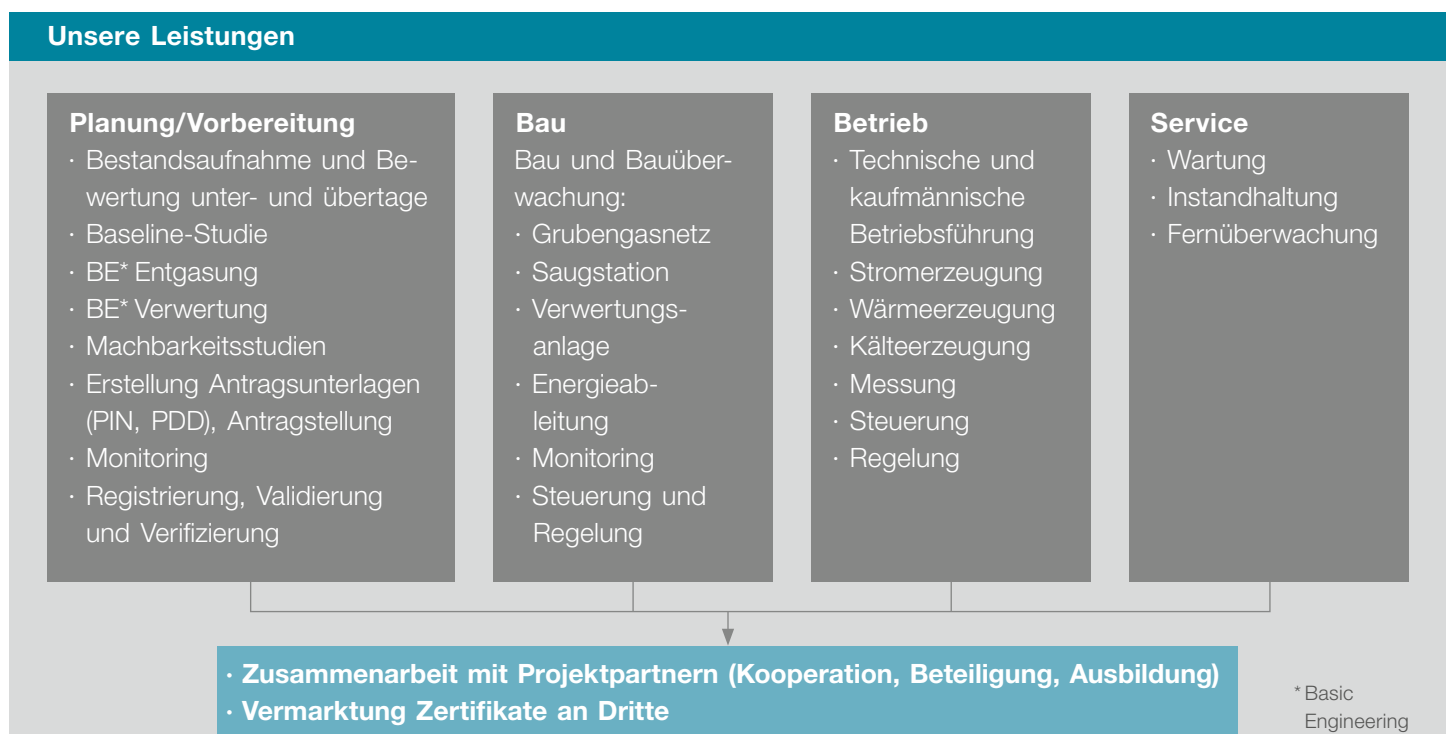 Unsere Leistungen
Planung/Vorbereitung
· Bestandsaufnahme und Be-
wertung unter- und übertage
· Baseline-Studie
· BE* Entgasung
· BE* Verwertung
· Machbarkeitsstudien
· Erstellung Antragsunterlagen
(PIN, PDD), Antragstellung
· Monitoring
· Registrierung, Validierung
und Verifizierung
Bau
Bau und Bauüber-
wachung:
· Grubengasnetz
· Saugstation
· Verwertungs-
anlage
· Energieab-
leitung
· Monitoring
· Steuerung und
Regelung
Betrieb
· Technische und
kaufmännische
Betriebsführung
· Stromerzeugung
· Wärmeerzeugung
· Kälteerzeugung
· Messung
· Steuerung
· Regelung
Service
· Wartung
· Instandhaltung
· Fernüberwachung
· Zusammenarbeit mit Projektpartnern (Kooperation, Beteiligung, Ausbildung)
· Vermarktung Zertifikate an Dritte
* Basic
Engineering